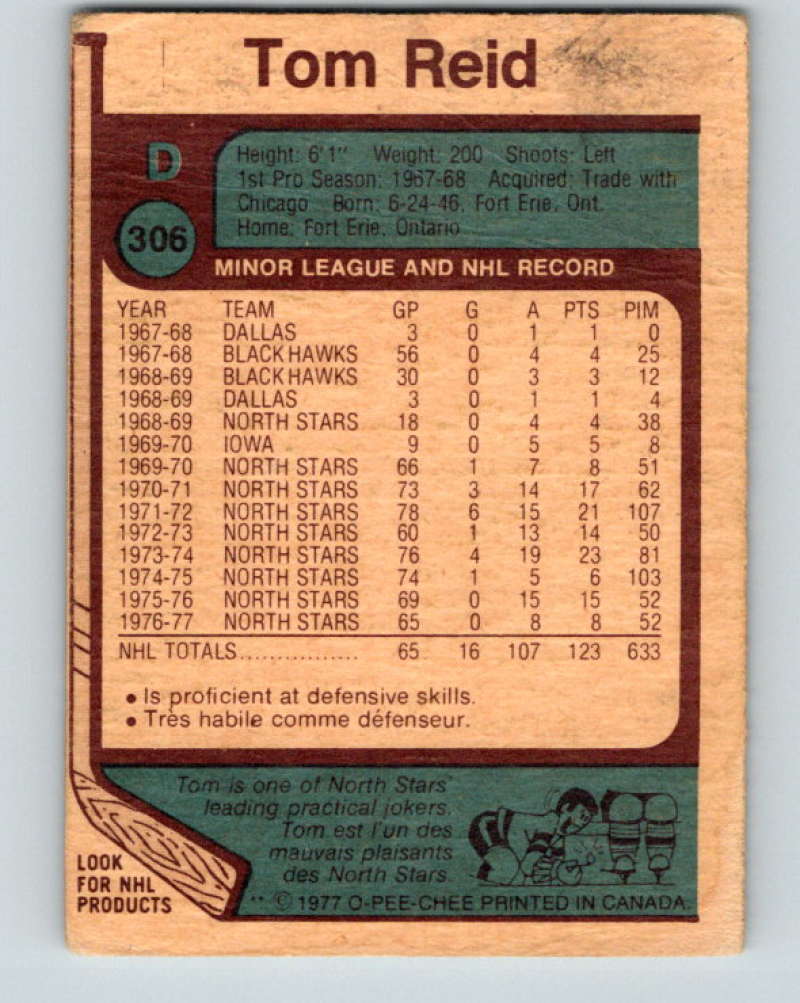 Tom Reid
D
306
Height: 6'1" Weight: 200 Shoots: Left
1st Pro Season: 1967-68 Acquired: Trade with
Chicago Born: 6-24-46, Fort Erie, Ont.
Home: Fort Erie, Ontario
MINOR LEAGUE AND NHL RECORD
YEAR TEAM GP G A PTS PIM
1967-68 DALLAS 3 0 1 1 0
1967-68 BLACK HAWKS 56 0 4 4 25
1968-69 BLACK HAWKS 30 0 3 3 12
1968-69 DALLAS 3 0 1 1 4
1968-69 NORTH STARS 18 0 4 4 38
1969-70 IOWA 9 0 5 5 8
1969-70 NORTH STARS 66 1 7 8 51
1970-71 NORTH STARS 73 3 14 17 62
1971-72 NORTH STARS 78 6 15 21 107
1972-73 NORTH STARS 60 1 13 14 50
1973-74 NORTH STARS 76 4 19 23 81
1974-75 NORTH STARS 74 1 5 6 103
1975-76 NORTH STARS 69 0 15 15 52
1976-77 NORTH STARS 65 0 8 8 52
NHL TOTALS................ 65 16 107 123 633
• Is proficient at defensive skills.
• Très habile comme défenseur.
Tom is one of North Stars'
leading practical jokers.
Tom est l'un des
mauvais plaisants
des North Stars.
LOOK
FOR NHL
PRODUCTS
** © 1977 O-PEE-CHEE PRINTED IN CANADA.